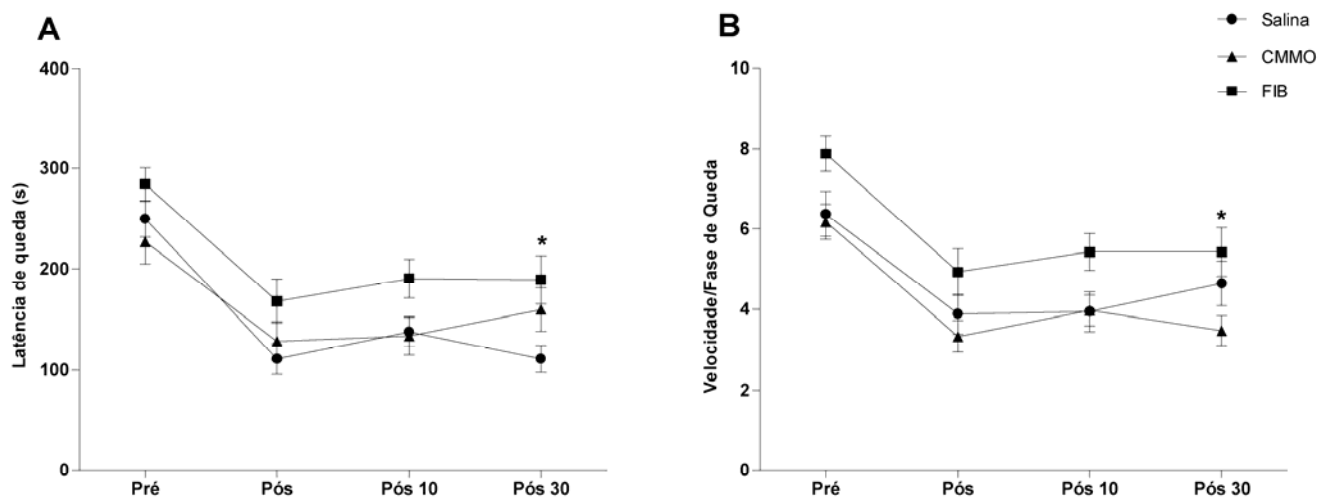 A
400
300
200
100
0
Latência de queda (s)
*
Pré Pós Pós 10 Pós 30
B
10
8
6
4
2
0
Velocidade/Fase de Queda
*
Pré Pós Pós 10 Pós 30
Salina
CMMO
FIB